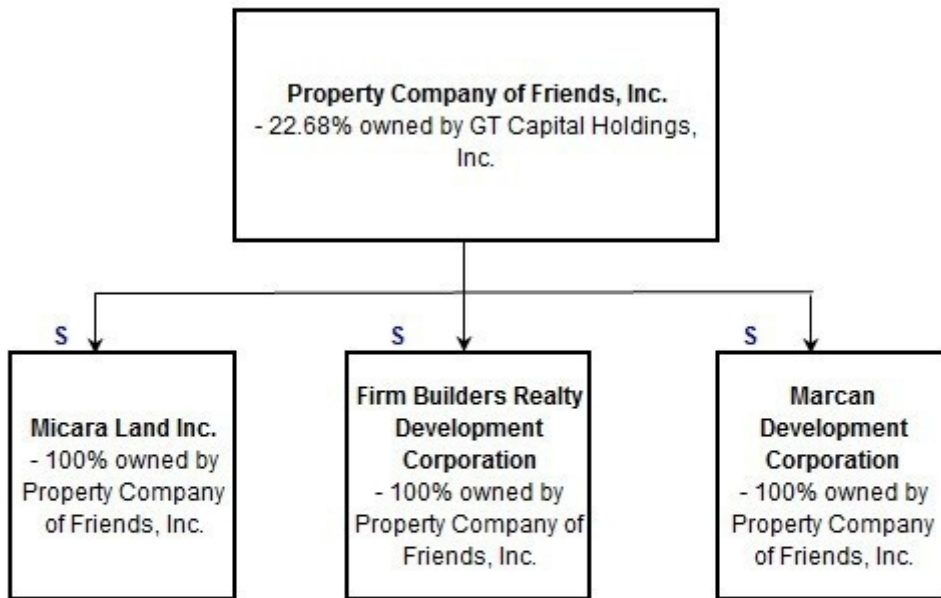 Property Company of Friends, Inc.
- 22.68% owned by GT Capital Holdings,
Inc.
S
Micara Land Inc.
- 100% owned by
Property Company
of Friends, Inc.
S
Firm Builders Realty
Development
Corporation
- 100% owned by
Property Company of
Friends, Inc.
S
Marcan
Development
Corporation
- 100% owned by
Property Company
of Friends, Inc.